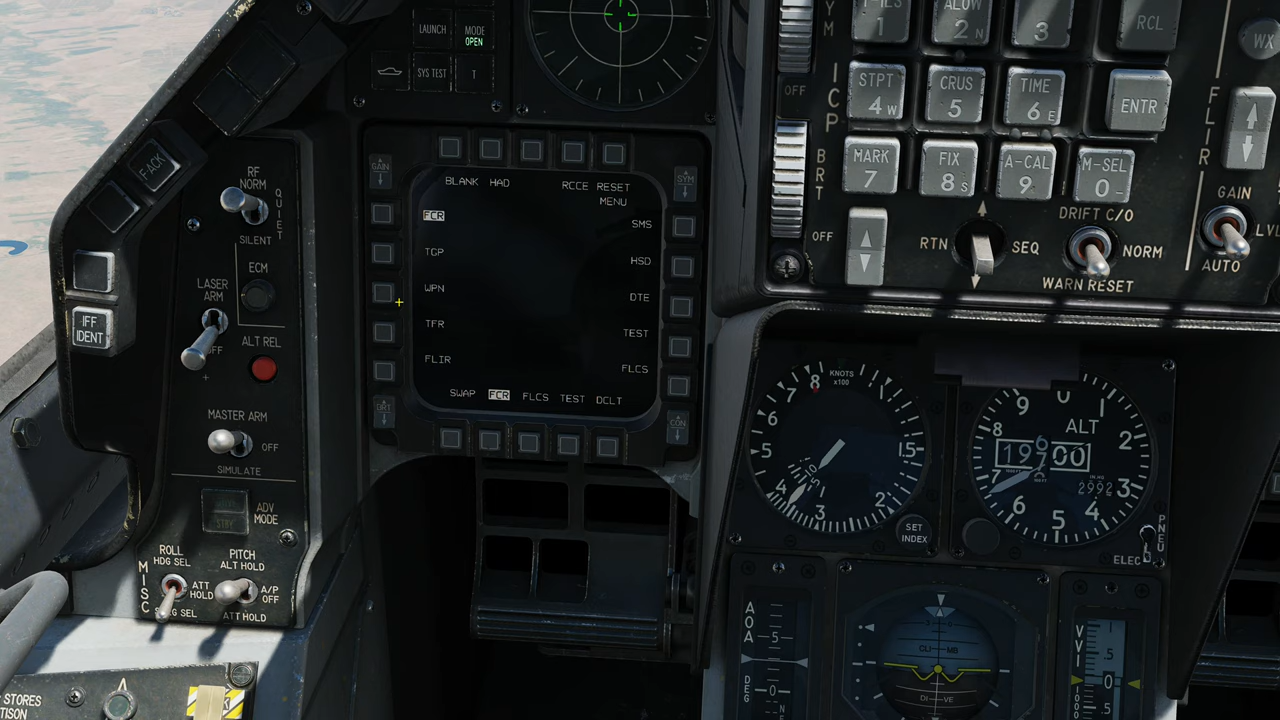 LAUNCH
MODE
OPEN
SYS TEST
T
F-ACK
IFF
IDENT
RF
NORM
QUIET
SILENT
ECM
LASER
ARM
OFF
ALT REL
MASTER ARM
OFF
SIMULATE
STBY
ADV
MODE
MISC
ROLL
HDG SEL
ATT
HOLD
STRG SEL
PITCH
ALT HOLD
A/P
OFF
ATT HOLD
STORES
GAIN
SYM
BRT
CON
BLANK HAD RCCE RESET
MENU
FCR
SMS
TGP
HSD
WPN
DTE
TFR
TEST
FLIR
FLCS
SWAP FCR FLCS TEST DCLT
SYM
ICP
BRT
OFF
OFF
1
ALOW
2 N
3
RCL
STPT
4 W
CRUS
5
TIME
6 E
ENTR
MARK
7
FIX
8 S
A-CAL
9
M-SEL
0
RTN
SEQ
DRIFT C/O
NORM
WARN RESET
WX
FLIR
GAIN
LVL
AUTO
KNOTS
x100
8
7
6
5
4
3
2
1.5
SET
INDEX
0
1
2
3
4
5
6
7
8
9
ALT
2992
PNEU
ELEC
AOA
DEG
5
0
VVI
1000
.5
0
.5